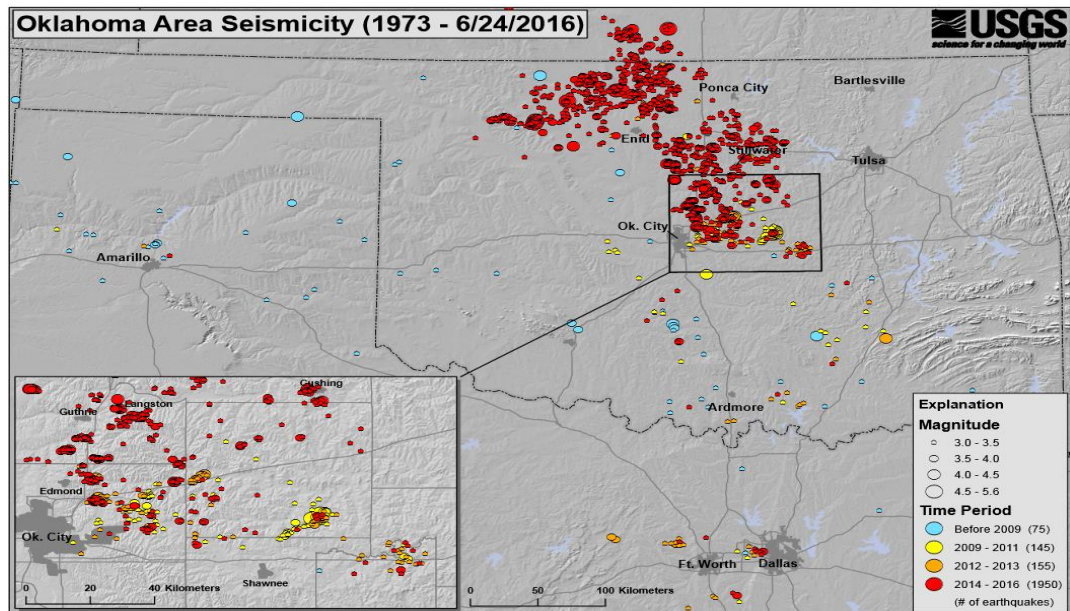 Oklahoma Area Seismicity (1973 - 6/24/2016)
USGS
science for a changing world
Bartlesville
Ponca City
Enid
Stillwater
Tulsa
Ok. City
Amarillo
Ardmore
Ft. Worth
Dallas
Cushing
Guthrie
Langston
Edmond
Ok. City
Shawnee
0 20 40 Kilometers
0 50 100 Kilometers
Explanation
Magnitude
3.0 - 3.5
3.5 - 4.0
4.0 - 4.5
4.5 - 5.6
Time Period
Before 2009 (75)
2009 - 2011 (145)
2012 - 2013 (155)
2014 - 2016 (1950)
(# of earthquakes)